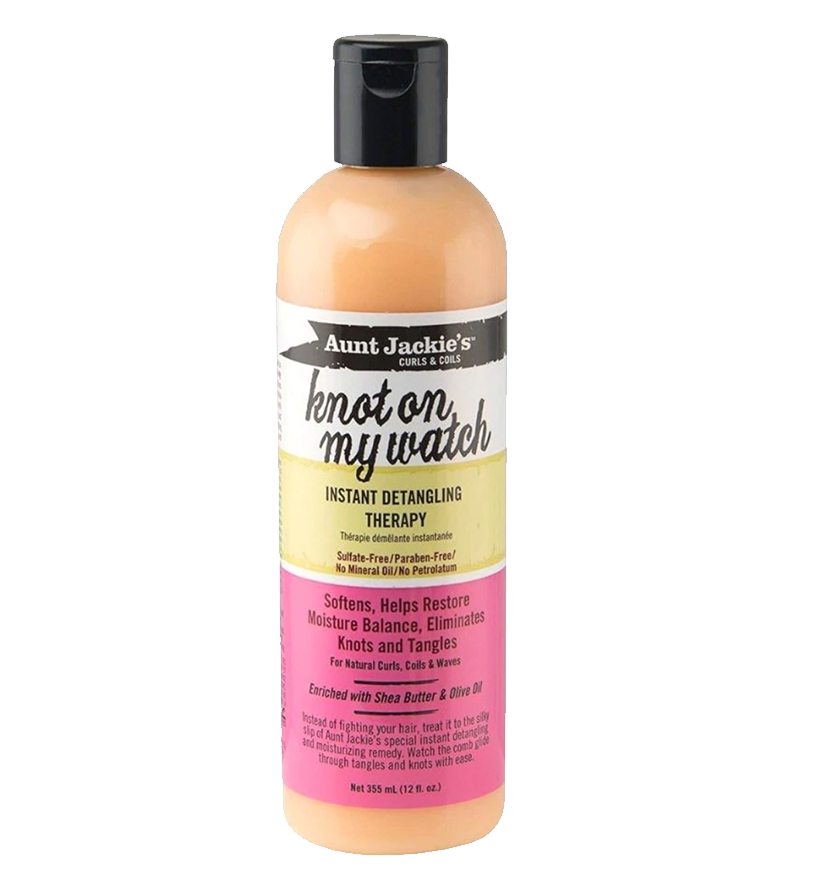 Aunt Jackie's™
CURLS & COILS
knot on
my watch
INSTANT DETANGLING
THERAPY
Thérapie démêlante instantanée
Sulfate-Free/Paraben-Free/
No Mineral Oil/No Petrolatum
Softens, Helps Restore
Moisture Balance, Eliminates
Knots and Tangles
For Natural Curls, Coils & Waves
Enriched with Shea Butter & Olive Oil
Instead of fighting your hair, treat it to the silky
slip of Aunt Jackie's special instant detangling
and moisturizing remedy. Watch the comb glide
through tangles and knots with ease.
Net 355 mL (12 fl. oz.)